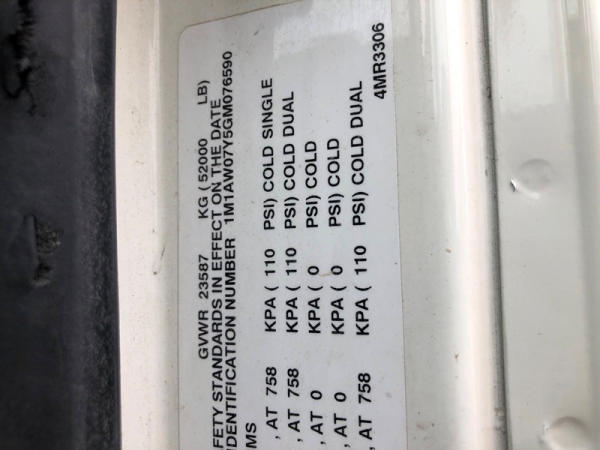 GVWR 23587 KG ( 52000 LB)
FETY STANDARDS IN EFFECT ON THE DATE
IDENTIFICATION NUMBER 1M1AW07Y5GM076590
MS
, AT 758 KPA ( 110 PSI) COLD SINGLE
, AT 758 KPA ( 110 PSI) COLD DUAL
, AT 0 KPA ( 0 PSI) COLD
, AT 0 KPA ( 0 PSI) COLD
, AT 758 KPA ( 110 PSI) COLD DUAL
4MR3306